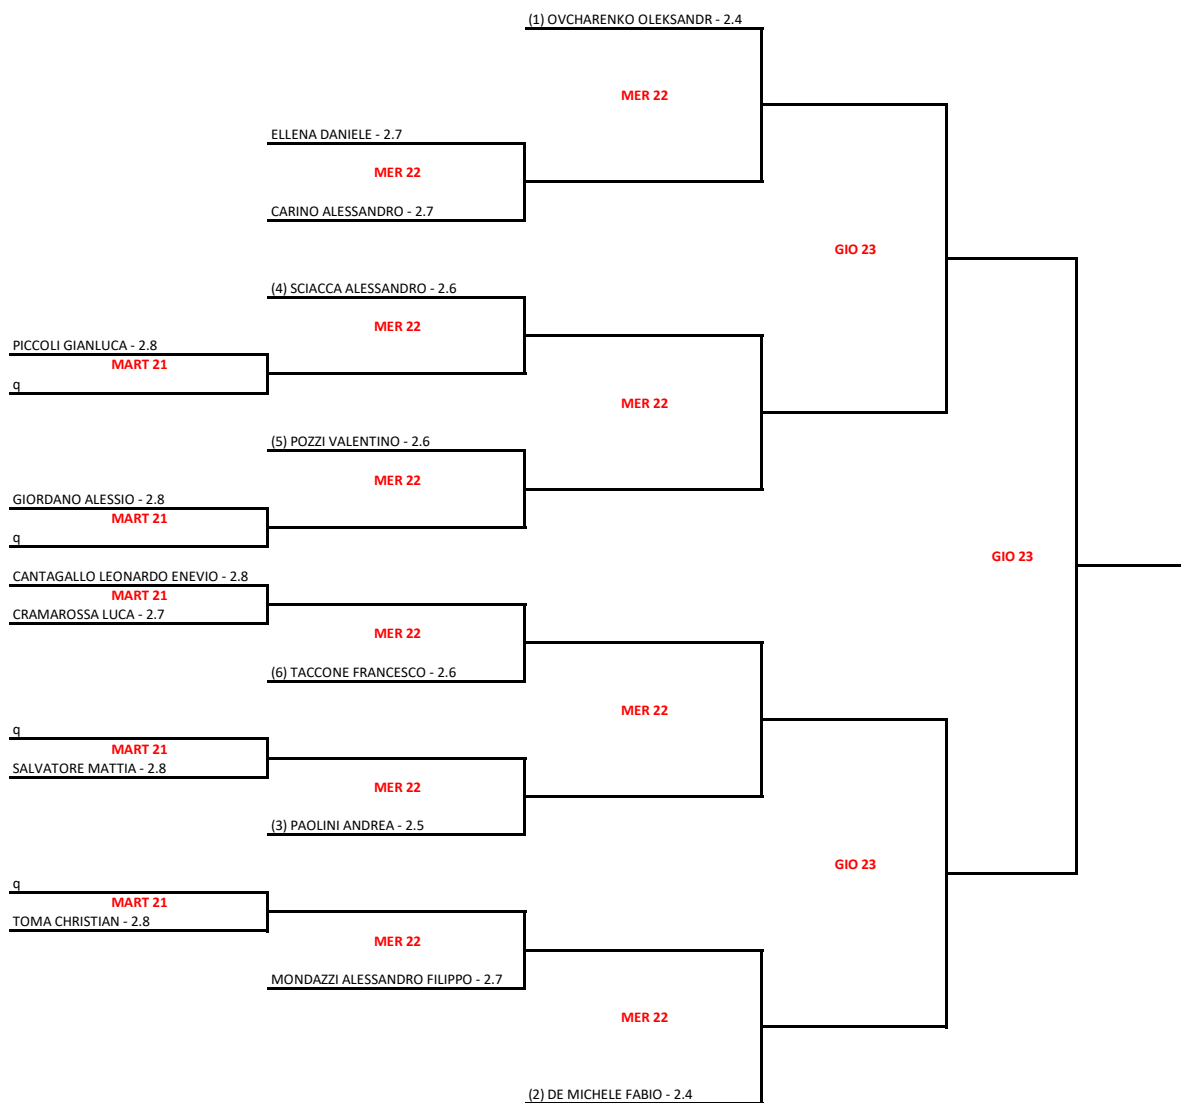 (1) OVCHARENKO OLEKSANDR - 2.4
MER 22
ELLENA DANIELE - 2.7
MER 22
CARINO ALESSANDRO - 2.7
GIO 23
(4) SCIACCA ALESSANDRO - 2.6
MER 22
PICCOLI GIANLUCA - 2.8
MART 21
q
MER 22
(5) POZZI VALENTINO - 2.6
MER 22
GIORDANO ALESSIO - 2.8
MART 21
q
GIO 23
CANTAGALLO LEONARDO ENEVIO - 2.8
MART 21
CRAMAROSSA LUCA - 2.7
MER 22
(6) TACCONE FRANCESCO - 2.6
MER 22
q
MART 21
SALVATORE MATTIA - 2.8
MER 22
(3) PAOLINI ANDREA - 2.5
GIO 23
q
MART 21
TOMA CHRISTIAN - 2.8
MER 22
MONDAZZI ALESSANDRO FILIPPO - 2.7
MER 22
(2) DE MICHELE FABIO - 2.4